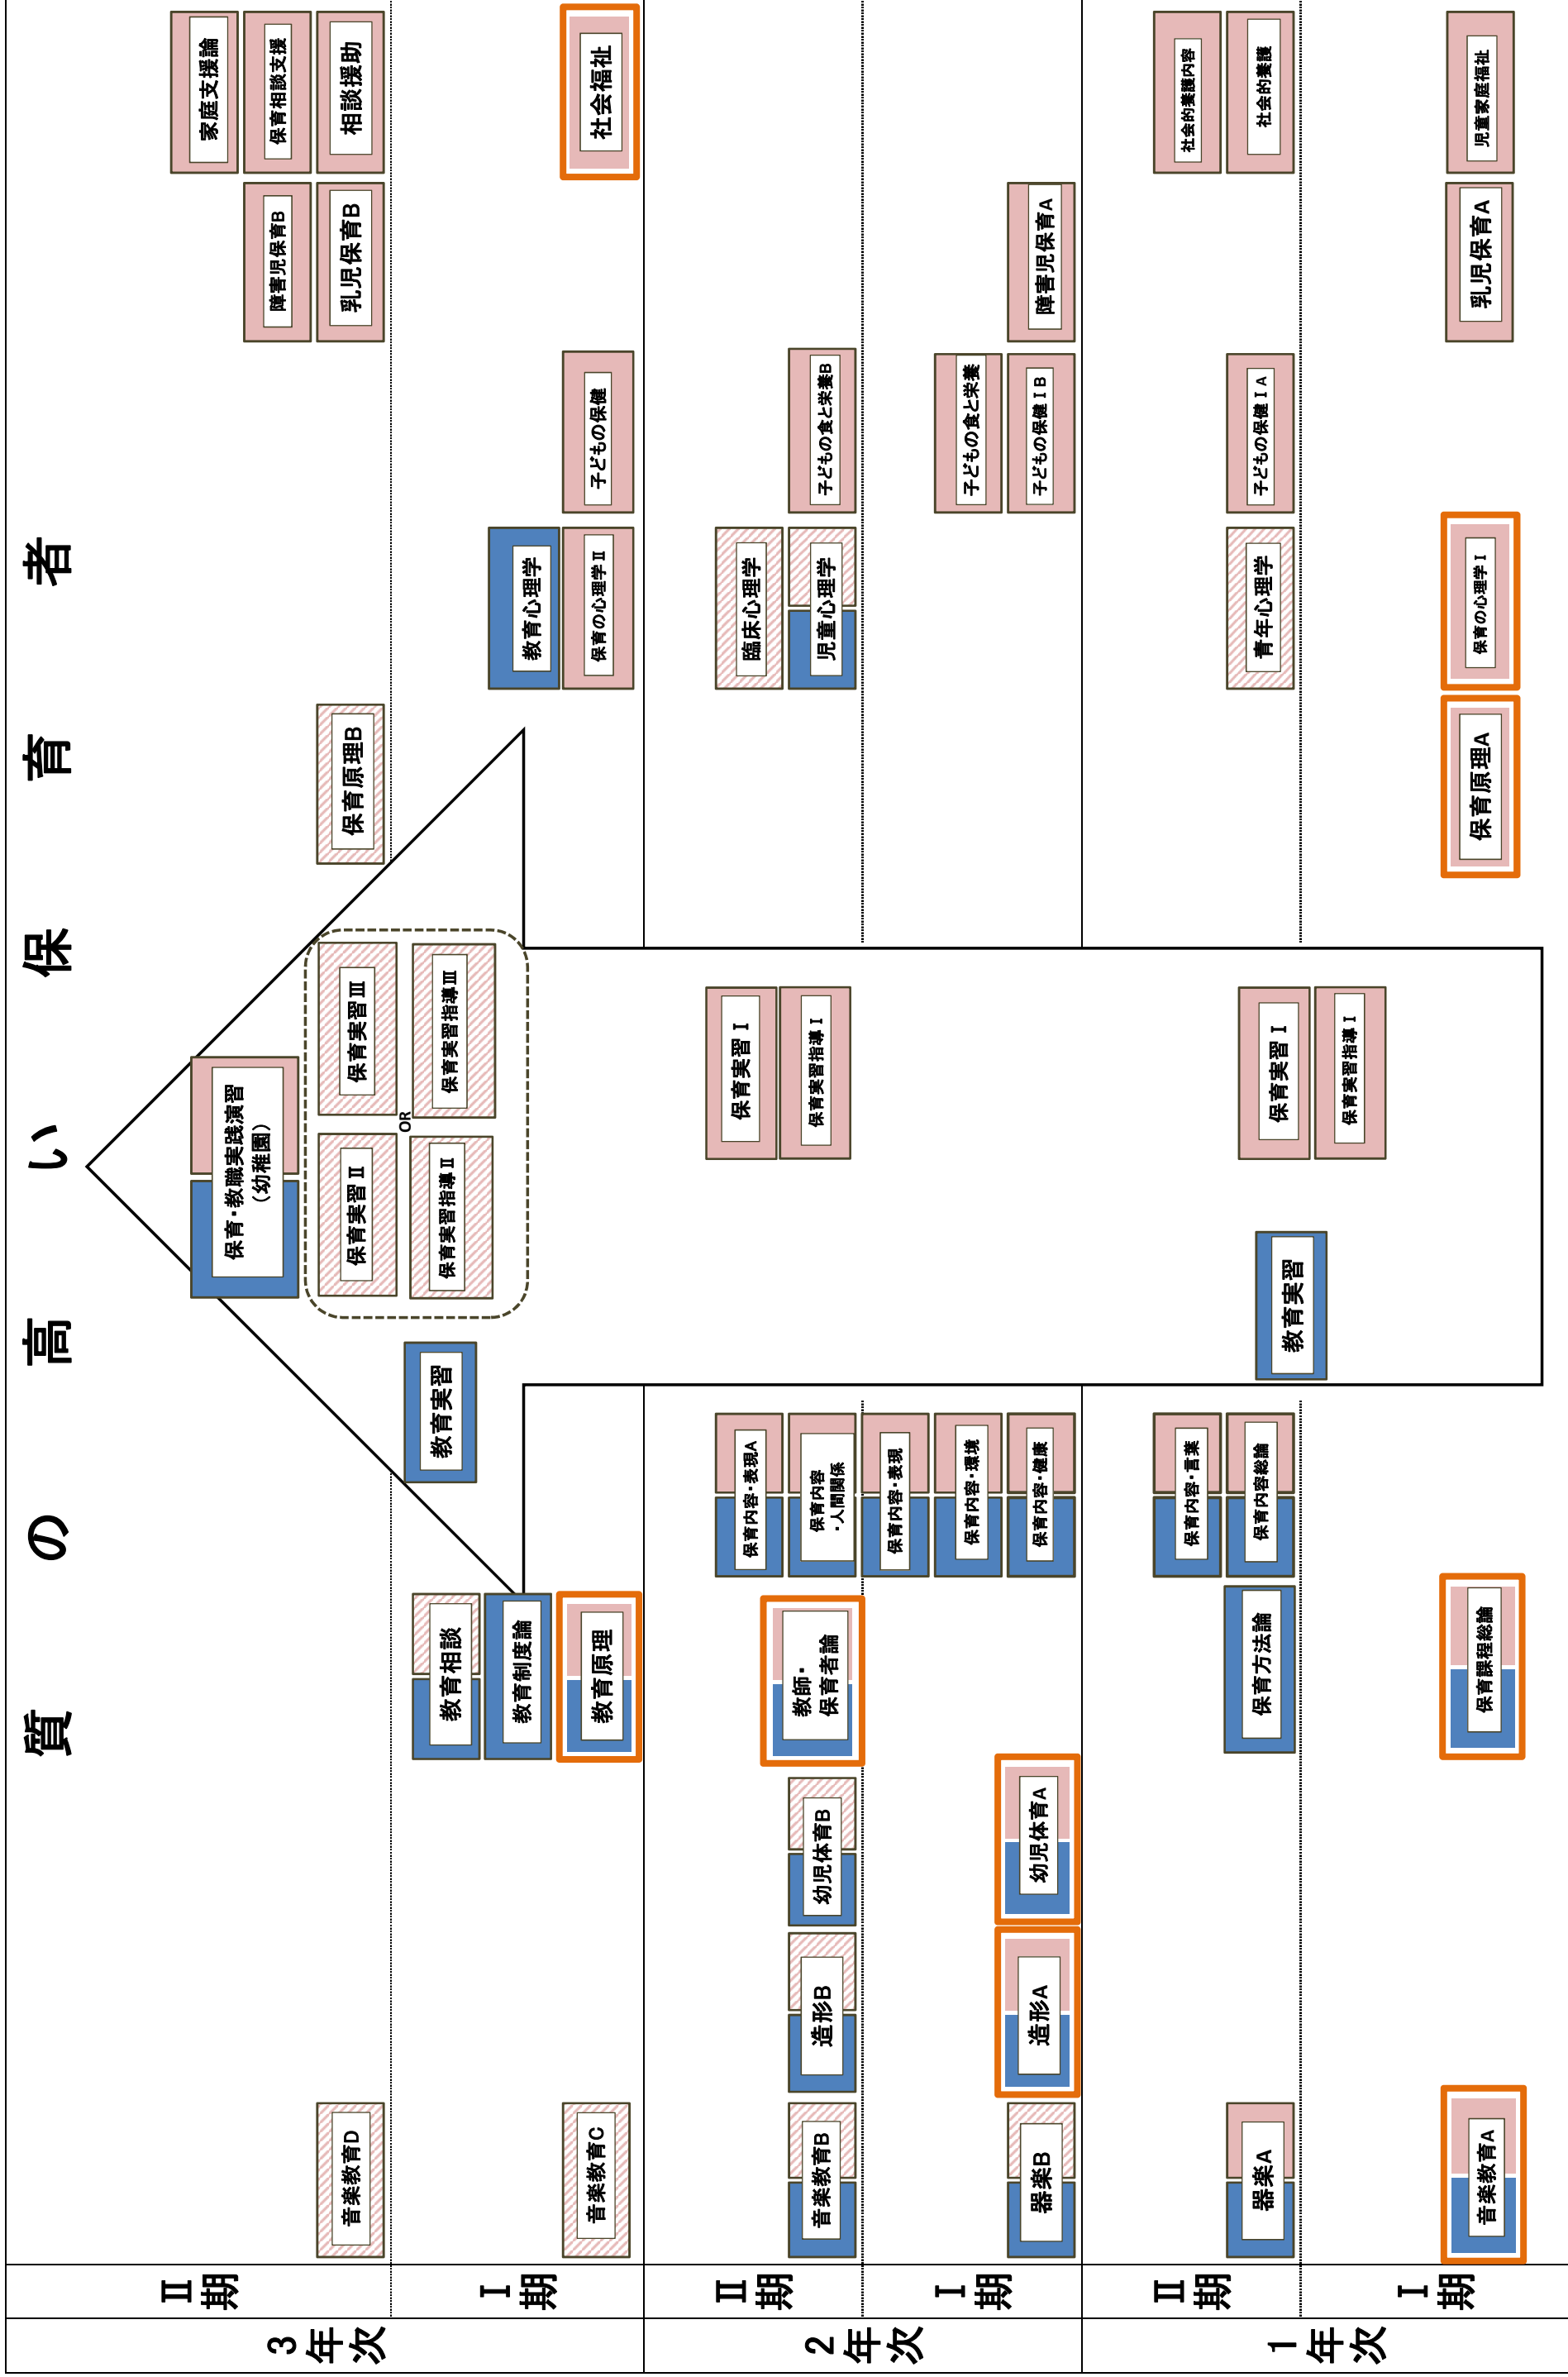 質の高い保育者
3年次
Ⅱ期
音楽教育D
保育・教職実践演習
（幼稚園）
保育実習Ⅱ
保育実習Ⅲ
保育原理B
障害児保育B
乳児保育B
家庭支援論
保育相談支援
相談援助
Ⅰ期
音楽教育C
教育相談
教育制度論
教育原理
教育実習
保育実習指導Ⅱ
OR
保育実習指導Ⅲ
教育心理学
保育の心理学Ⅱ
子どもの保健
社会福祉
2年次
Ⅱ期
音楽教育B
造形B
幼児体育B
教師・
保育者論
保育内容・表現A
保育内容
・人間関係
保育実習Ⅰ
保育実習指導Ⅰ
臨床心理学
児童心理学
子どもの食と栄養B
Ⅰ期
器楽B
造形A
幼児体育A
保育内容・表現
保育内容・環境
保育内容・健康
子どもの食と栄養
子どもの保健ⅠB
障害児保育A
1年次
Ⅱ期
器楽A
保育方法論
保育内容・言葉
保育内容総論
教育実習
保育実習Ⅰ
保育実習指導Ⅰ
青年心理学
子どもの保健ⅠA
社会的養護内容
社会的養護
Ⅰ期
音楽教育A
保育課程総論
保育原理A
保育の心理学Ⅰ
乳児保育A
児童家庭福祉